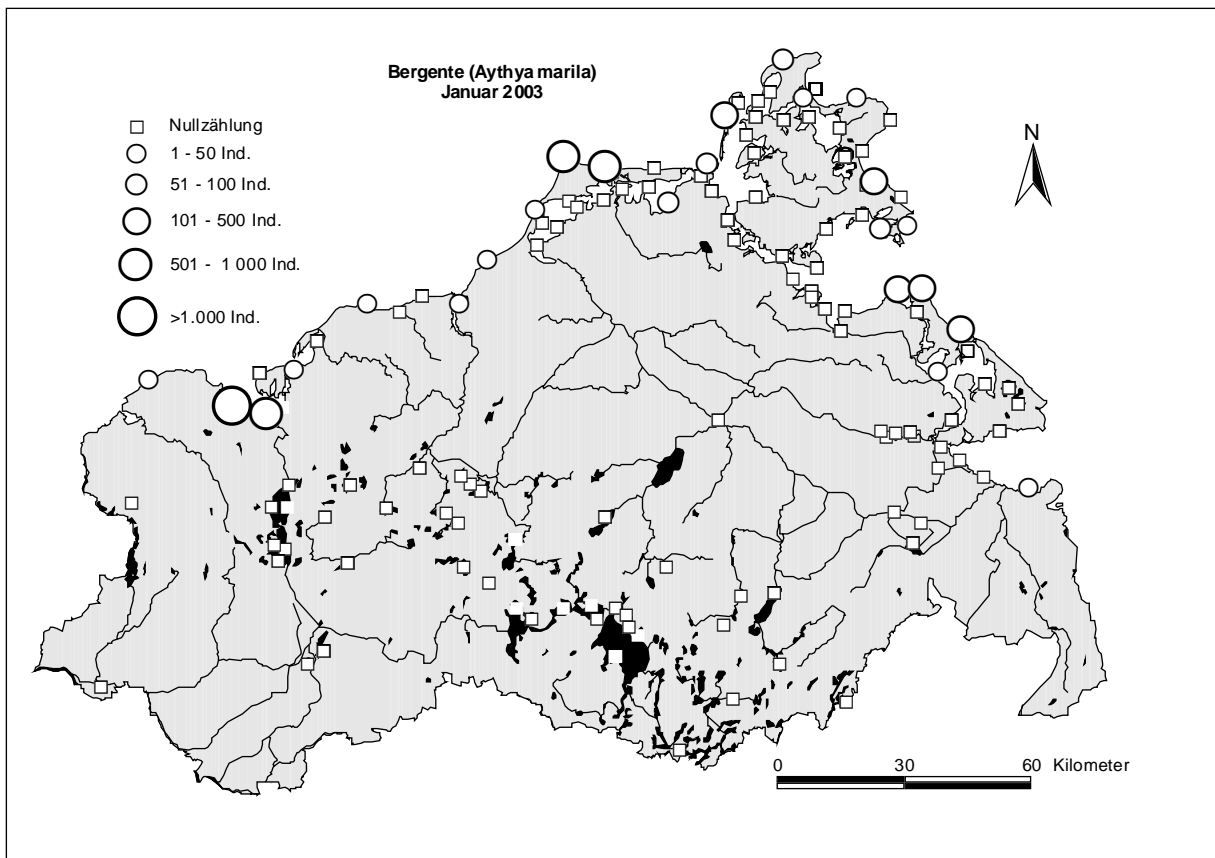 Bergente (Aythya marila)
Januar 2003
Nullzählung
1 - 50 Ind.
51 - 100 Ind.
101 - 500 Ind.
501 - 1 000 Ind.
>1.000 Ind.
N
0 30 60 Kilometer